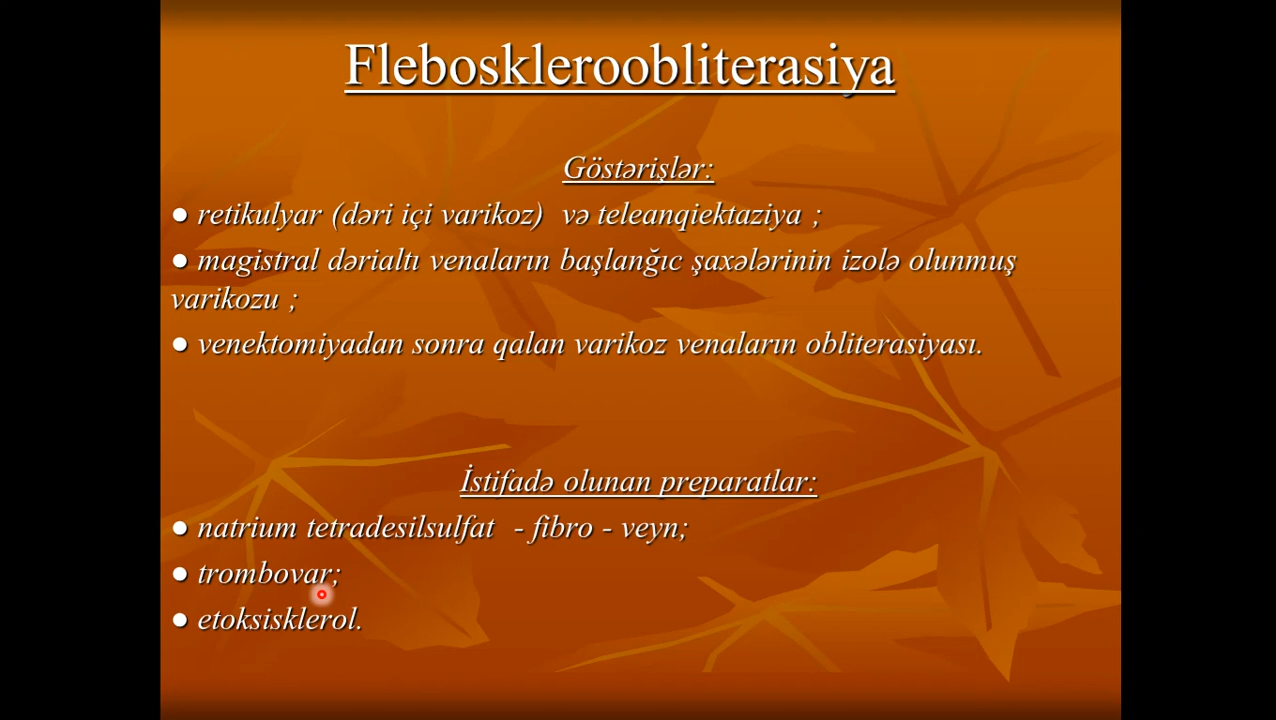 Fleboskleroobliterasiya
Göstərişlər:
● retikulyar (dəri içi varikoz) və teleanqiektaziya ;
● magistral dərialtı venaların başlanğıc şaxələrinin izolə olunmuş
varikozu ;
● venektomiyadan sonra qalan varikoz venaların obliterasiyası.
İstifadə olunan preparatlar:
● natrium tetradesilsulfat - fibro - veyn;
● trombovar;
● etoksisklerol.